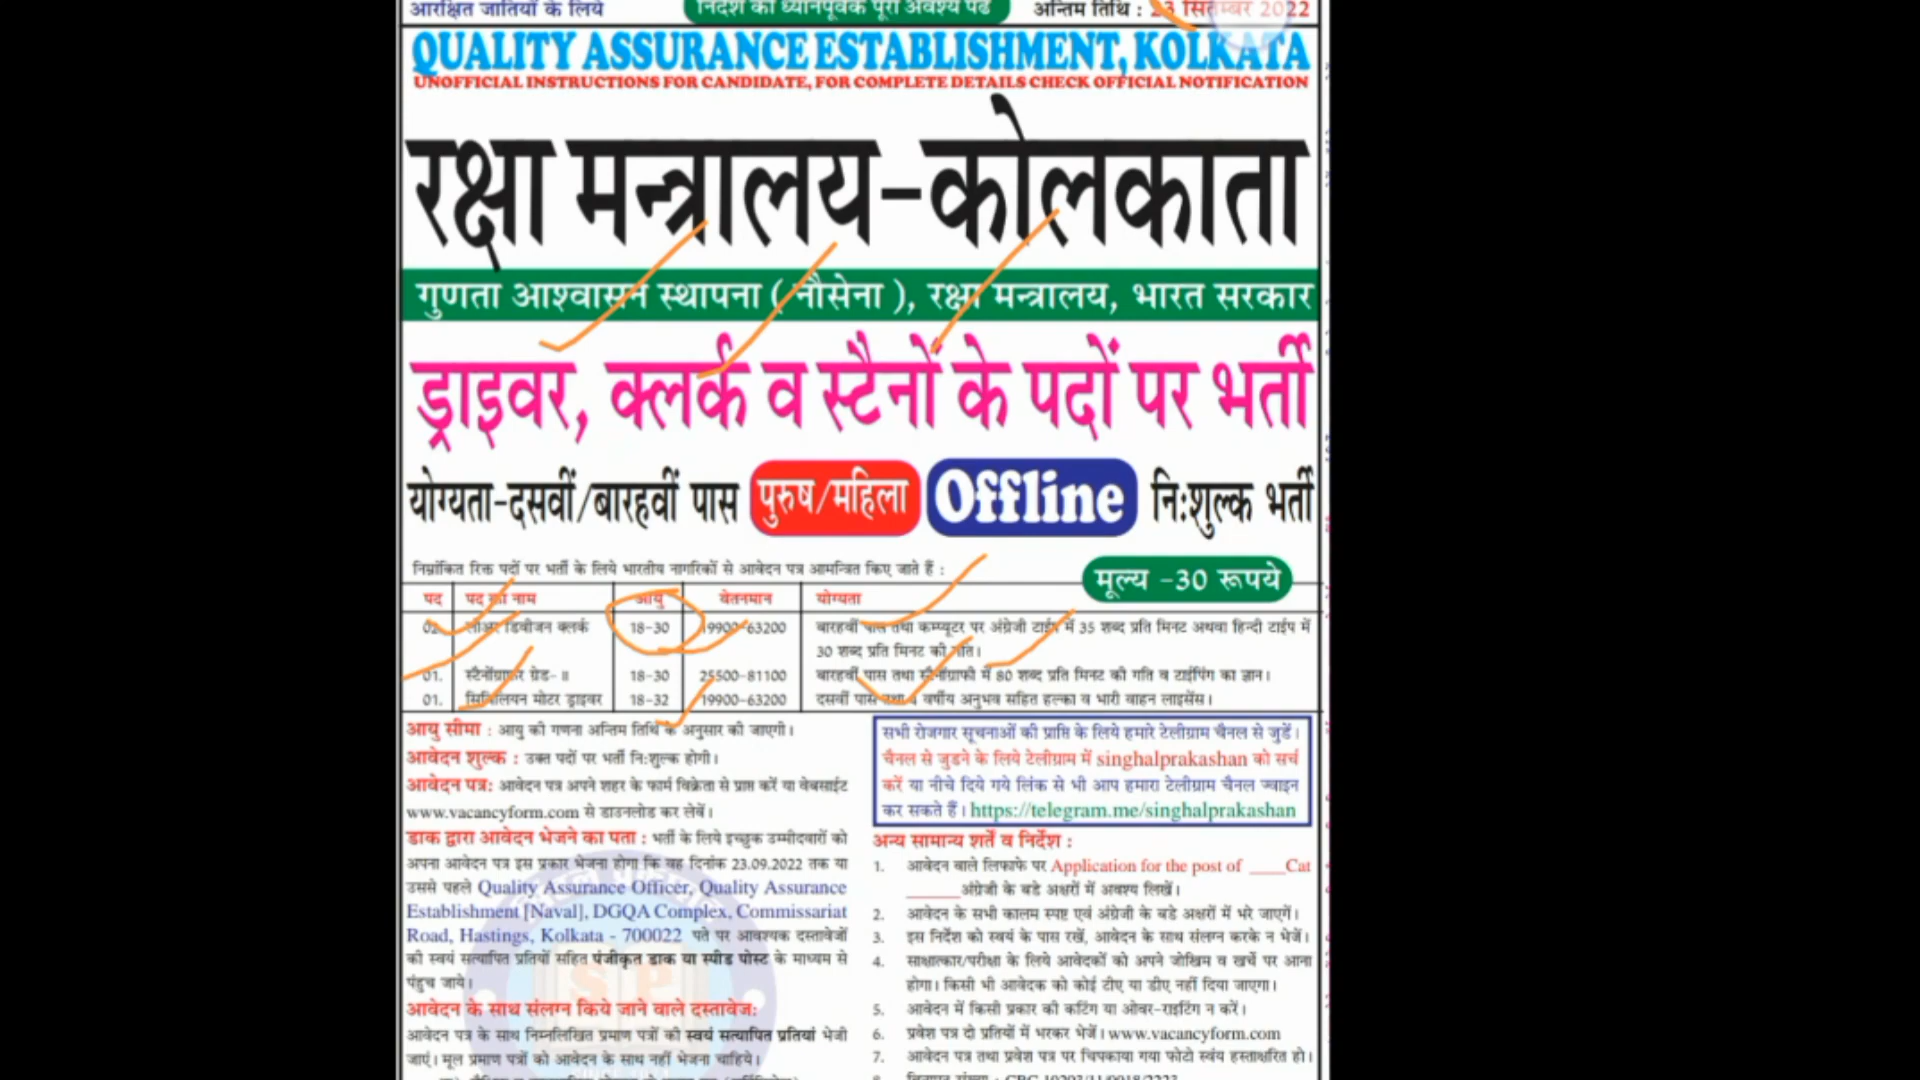 आरक्षित जातियों के लिये
निर्देश को ध्यानपूर्वक पूरा अवश्य पढें
अन्तिम तिथि : 23 सितम्बर 2022
QUALITY ASSURANCE ESTABLISHMENT, KOLKATA
UNOFFICIAL INSTRUCTIONS FOR CANDIDATE, FOR COMPLETE DETAILS CHECK OFFICIAL NOTIFICATION
रक्षा मन्त्रालय-कोलकाता
गुणता आश्वासन स्थापना ( नौसेना ), रक्षा मन्त्रालय, भारत सरकार
ड्राइवर, क्लर्क व स्टैनों के पदों पर भर्ती
योग्यता-दसवीं/बारहवीं पास पुरुष/महिला Offline नि:शुल्क भर्ती
निम्नांकित रिक्त पदों पर भर्ती के लिये भारतीय नागरिकों से आवेदन पत्र आमन्त्रित किए जाते हैं :
मूल्य -30 रूपये
पद पद का नाम आयु वेतनमान योग्यता
02. लोअर डिवीजन क्लर्क 18-30 19900-63200 बारहवीं पास तथा कम्प्यूटर पर अंग्रेजी टाईप में 35 शब्द प्रति मिनट अथवा हिन्दी टाईप में
30 शब्द प्रति मिनट की गति।
01. स्टैनोंग्राफर ग्रेड- II 18-30 25500-81100 बारहवीं पास तथा स्टैनोंग्राफी में 80 शब्द प्रति मिनट की गति व टाईपिंग का ज्ञान।
01. सिविलियन मोटर ड्राइवर 18-32 19900-63200 दसवीं पास तथा 4 वर्षीय अनुभव सहित हल्का व भारी वाहन लाइसेंस।
आयु सीमा : आयु की गणना अन्तिम तिथि के अनुसार की जाएगी।
आवेदन शुल्क : उक्त पदों पर भर्ती नि:शुल्क होगी।
आवेदन पत्र: आवेदन पत्र अपने शहर के फार्म विक्रेता से प्राप्त करें या वेबसाईट
www.vacancyform.com से डाउनलोड कर लेवें।
डाक द्वारा आवेदन भेजने का पता : भर्ती के लिये इच्छुक उम्मीदवारों को
अपना आवेदन पत्र इस प्रकार भेजना होगा कि वह दिनांक 23.09.2022 तक या
उससे पहले Quality Assurance Officer, Quality Assurance
Establishment [Naval], DGQA Complex, Commissariat
Road, Hastings, Kolkata - 700022 पते पर आवश्यक दस्तावेजों
की स्वयं सत्यापित प्रतियों सहित पंजीकृत डाक या स्पीड पोस्ट के माध्यम से
पंहुच जाये।
आवेदन के साथ संलग्न किये जाने वाले दस्तावेज:
आवेदन पत्र के साथ निम्नलिखित प्रमाण पत्रों की स्वयं सत्यापित प्रतियां भेजी
जाएं। मूल प्रमाण पत्रों को आवेदन के साथ नहीं भेजना चाहिये।
सभी रोजगार सूचनाओं की प्राप्ति के लिये हमारे टेलीग्राम चैनल से जुडें।
चैनल से जुडने के लिये टेलीग्राम में singhalprakashan को सर्च
करें या नीचे दिये गये लिंक से भी आप हमारा टेलीग्राम चैनल ज्वाइन
कर सकते हैं। https://telegram.me/singhalprakashan
अन्य सामान्य शर्तें व निर्देश :
1. आवेदन वाले लिफाफे पर Application for the post of ____Cat
______अंग्रेजी के बडे अक्षरों में अवश्य लिखें।
2. आवेदन के सभी कालम स्पष्ट एवं अंग्रेजी के बडे अक्षरों में भरे जाएगें।
3. इस निर्देश को स्वयं के पास रखें, आवेदन के साथ संलग्न करके न भेजें।
4. साक्षात्कार/परीक्षा के लिये आवेदकों को अपने जोखिम व खर्चे पर आना
होगा। किसी भी आवेदक को कोई टीए या डीए नहीं दिया जाएगा।
5. आवेदन में किसी प्रकार की कटिंग या ओवर-राइटिंग न करें।
6. प्रवेश पत्र दो प्रतियों में भरकर भेजें। www.vacancyform.com
7. आवेदन पत्र तथा प्रवेश पत्र पर चिपकाया गया फोटो स्वंय हस्ताक्षरित हो।